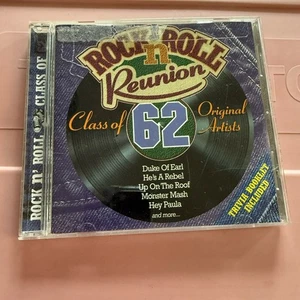 ROCK n ROLL
Reunion
Class of 62 Original Artists
Duke Of Earl
He's A Rebel
Up On The Roof
Monster Mash
Hey Paula
and more...
TRIVIA BOOKLET
INCLUDED
ROCK N' ROLL
CLASS OF